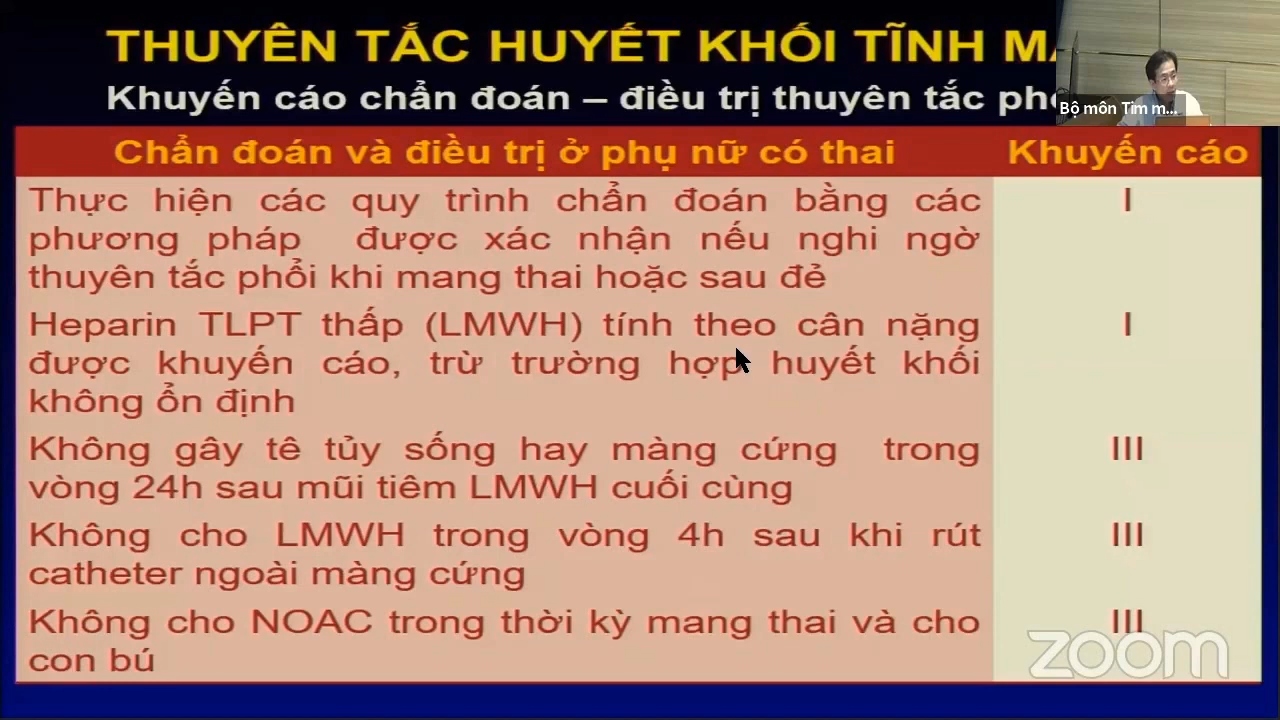 THUYÊN TẮC HUYẾT KHỐI TĨNH
Khuyến cáo chẩn đoán – điều trị thuyên tắc
Bộ môn Tim m...
Chẩn đoán và điều trị ở phụ nữ có thai Khuyến cáo
Thực hiện các quy trình chẩn đoán bằng các I
phương pháp được xác nhận nếu nghi ngờ
thuyên tắc phổi khi mang thai hoặc sau đẻ
Heparin TLPT thấp (LMWH) tính theo cân nặng I
được khuyến cáo, trừ trường hợp huyết khối
không ổn định
Không gây tê tủy sống hay màng cứng trong III
vòng 24h sau mũi tiêm LMWH cuối cùng
Không cho LMWH trong vòng 4h sau khi rút III
catheter ngoài màng cứng
Không cho NOAC trong thời kỳ mang thai và cho III
con bú
zoom